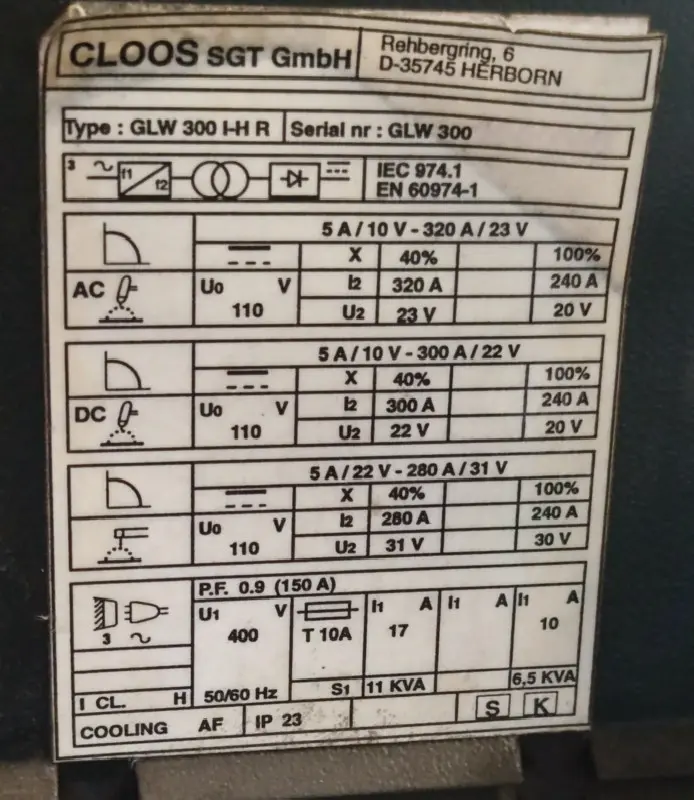 CLOOS SGT GmbH
Rehbergring, 6
D-35745 HERBORN
Type : GLW 300 I-H R
Serial nr : GLW 300
3 f1 f2
IEC 974.1
EN 60974-1
5 A / 10 V - 320 A / 23 V
X 40% 100%
AC U0 V I2 320 A 240 A
110 U2 23 V 20 V
5 A / 10 V - 300 A / 22 V
X 40% 100%
DC U0 V I2 300 A 240 A
110 U2 22 V 20 V
5 A / 22 V - 280 A / 31 V
X 40% 100%
U0 V I2 280 A 240 A
110 U2 31 V 30 V
P.F. 0.9 (150 A)
U1 V I1 A I1 A I1 A
3 400 T 10A 17 10
I CL. H 50/60 Hz S1 11 KVA 6,5 KVA
COOLING AF IP 23 S K